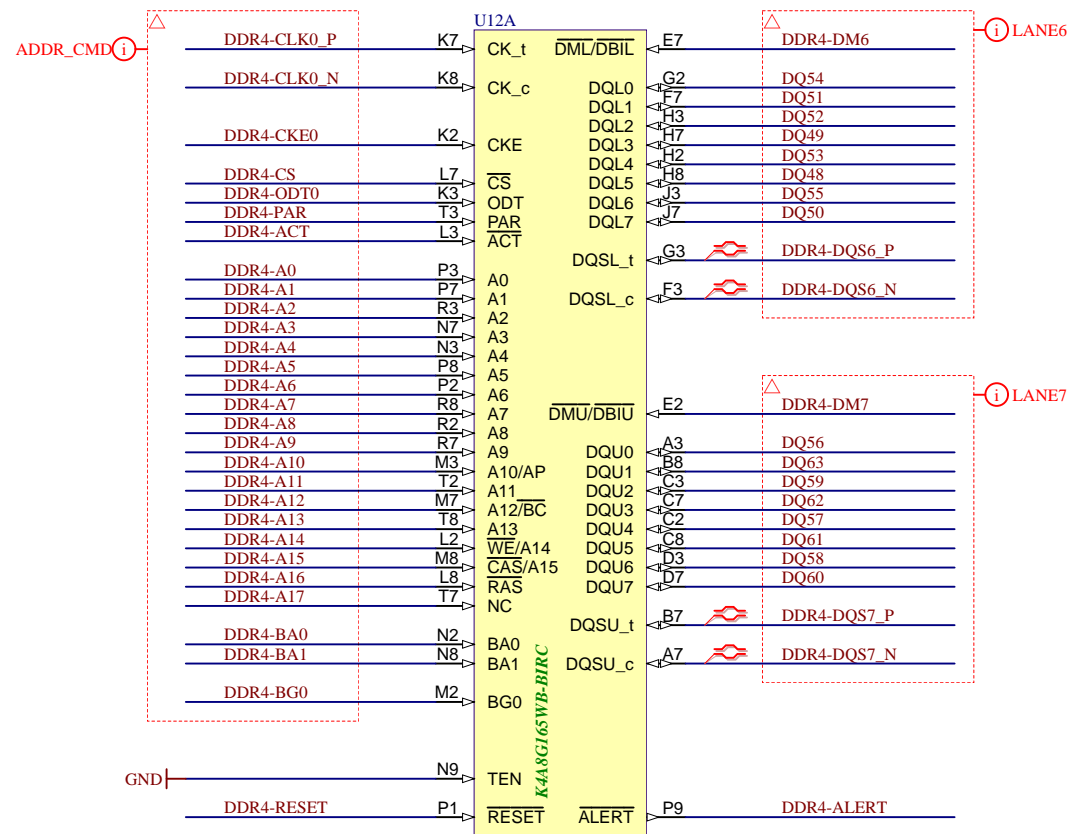 U12A
ADDR_CMD i
DDR4-CLK0_P K7 CK_t DML/DBIL E7 DDR4-DM6 i LANE6
DDR4-CLK0_N K8 CK_c DQL0 G2 DQ54
DQL1 F7 DQ51
DQL2 H3 DQ52
DDR4-CKE0 K2 CKE DQL3 H7 DQ49
DQL4 H2 DQ53
DDR4-CS L7 CS DQL5 H8 DQ48
DDR4-ODT0 K3 ODT DQL6 J3 DQ55
DDR4-PAR T3 PAR DQL7 J7 DQ50
DDR4-ACT L3 ACT
DQSL_t G3 DDR4-DQS6_P
DDR4-A0 P3 A0
DDR4-A1 P7 A1 DQSL_c F3 DDR4-DQS6_N
DDR4-A2 R3 A2
DDR4-A3 N7 A3
DDR4-A4 N3 A4
DDR4-A5 P8 A5
DDR4-A6 P2 A6 i LANE7
DDR4-A7 R8 A7 DMU/DBIU E2 DDR4-DM7
DDR4-A8 R2 A8
DDR4-A9 R7 A9 DQU0 A3 DQ56
DDR4-A10 M3 A10/AP DQU1 B8 DQ63
DDR4-A11 T2 A11 DQU2 C3 DQ59
DDR4-A12 M7 A12/BC DQU3 C7 DQ62
DDR4-A13 T8 A13 DQU4 C2 DQ57
DDR4-A14 L2 WE/A14 DQU5 C8 DQ61
DDR4-A15 M8 CAS/A15 DQU6 D3 DQ58
DDR4-A16 L8 RAS DQU7 D7 DQ60
DDR4-A17 T7 NC
DQSU_t B7 DDR4-DQS7_P
DDR4-BA0 N2 BA0
DDR4-BA1 N8 BA1 DQSU_c A7 DDR4-DQS7_N
DDR4-BG0 M2 BG0
K4A8G165WB-BIRC
GND N9 TEN
DDR4-RESET P1 RESET ALERT P9 DDR4-ALERT